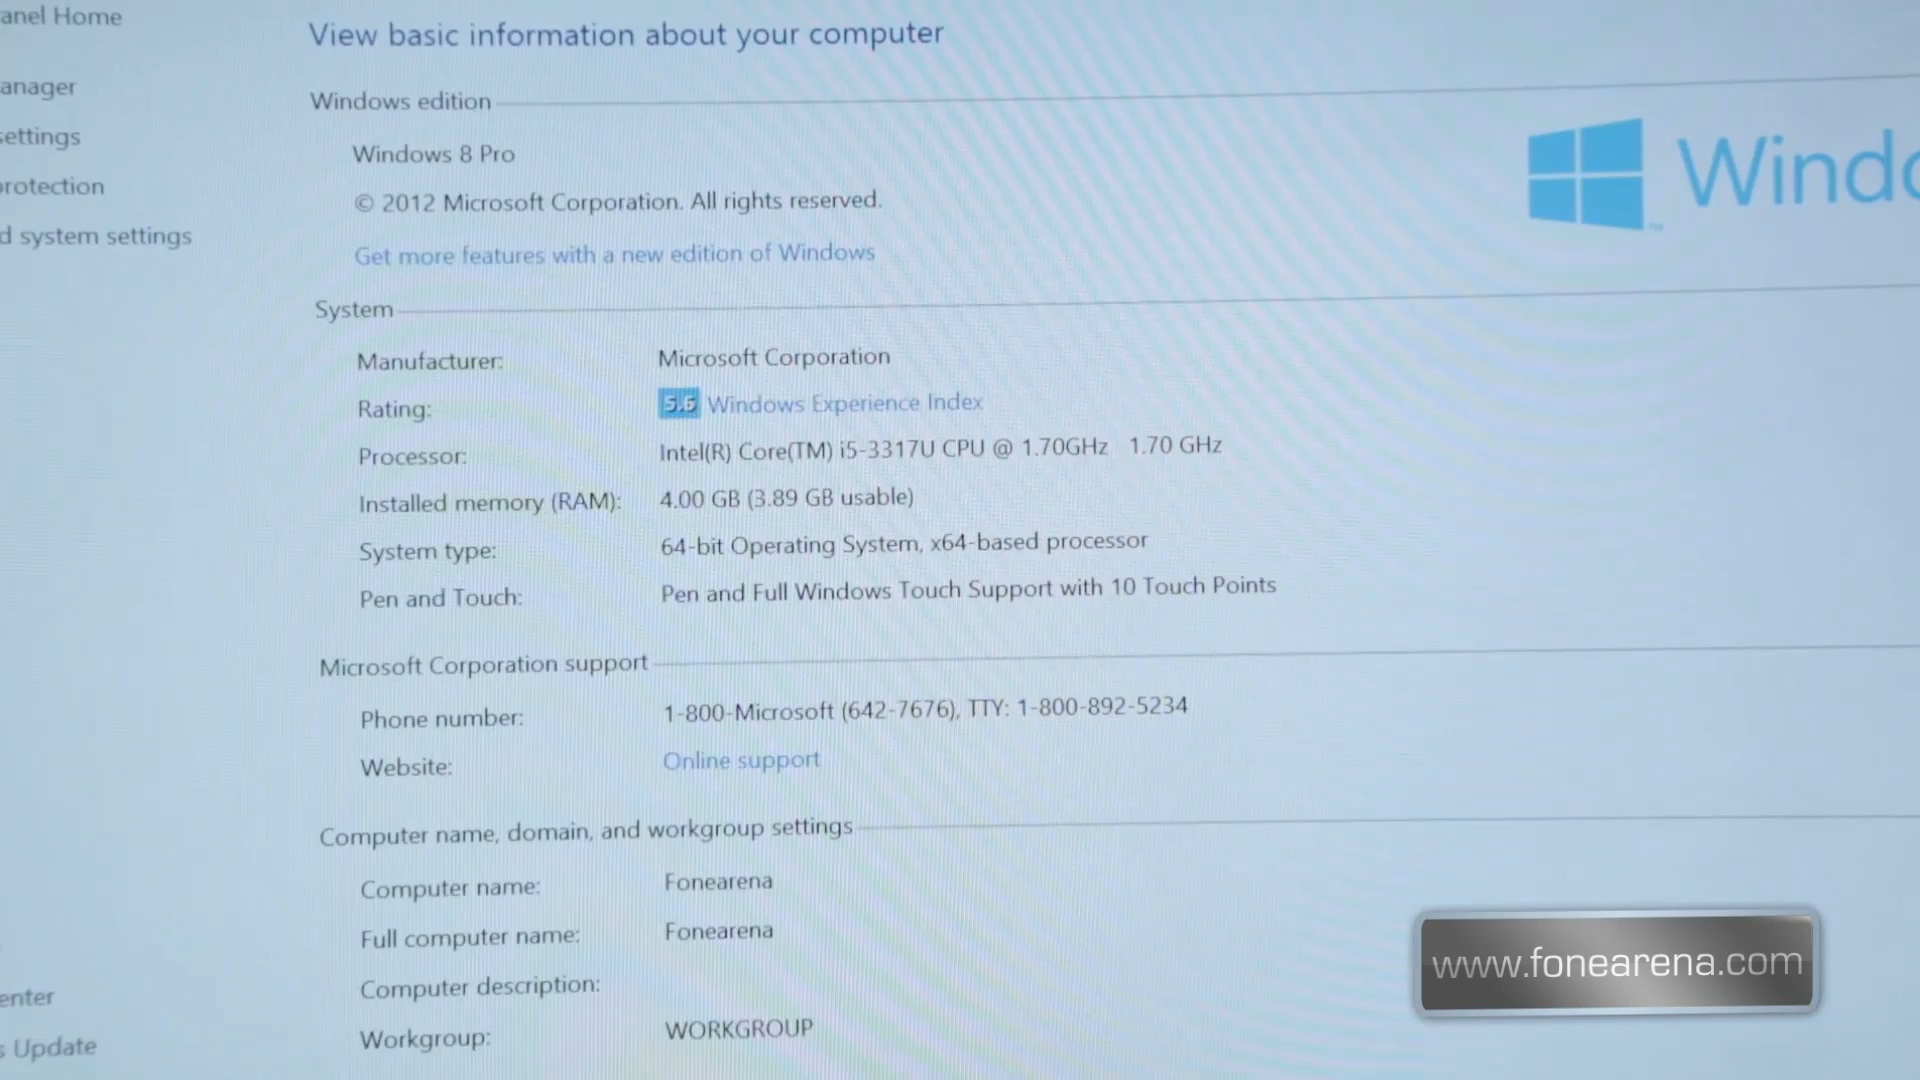 anel Home
View basic information about your computer
anager
Windows edition
settings
Windows 8 Pro
Windo
protection
© 2012 Microsoft Corporation. All rights reserved.
d system settings
Get more features with a new edition of Windows
System
Manufacturer: Microsoft Corporation
Rating: 5.6 Windows Experience Index
Processor: Intel(R) Core(TM) i5-3317U CPU @ 1.70GHz 1.70 GHz
Installed memory (RAM): 4.00 GB (3.89 GB usable)
System type: 64-bit Operating System, x64-based processor
Pen and Touch: Pen and Full Windows Touch Support with 10 Touch Points
Microsoft Corporation support
Phone number: 1-800-Microsoft (642-7676), TTY: 1-800-892-5234
Website: Online support
Computer name, domain, and workgroup settings
Computer name: Fonearena
Full computer name: Fonearena
www.fonearena.com
Computer description:
enter
Workgroup: WORKGROUP
s Update